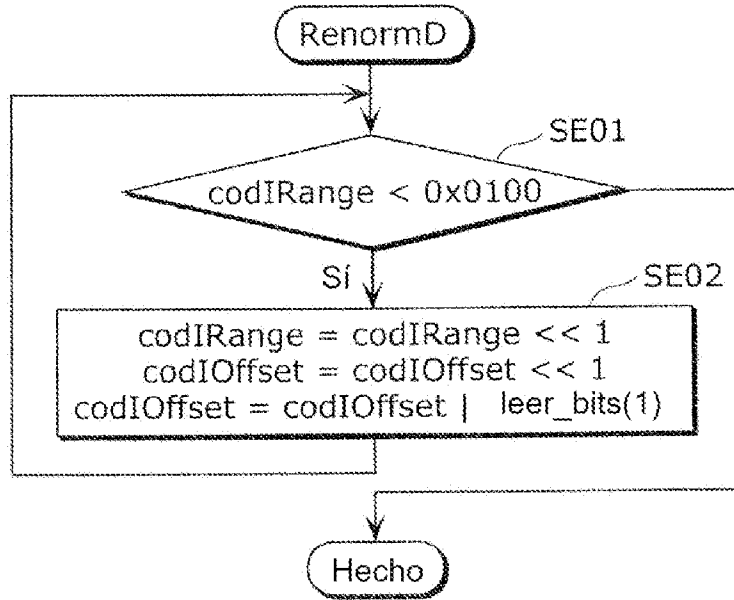 RenormD
SE01
codIRange < 0x0100
Sí
SE02
codIRange = codIRange << 1
codIOffset = codIOffset << 1
codIOffset = codIOffset | leer_bits(1)
Hecho